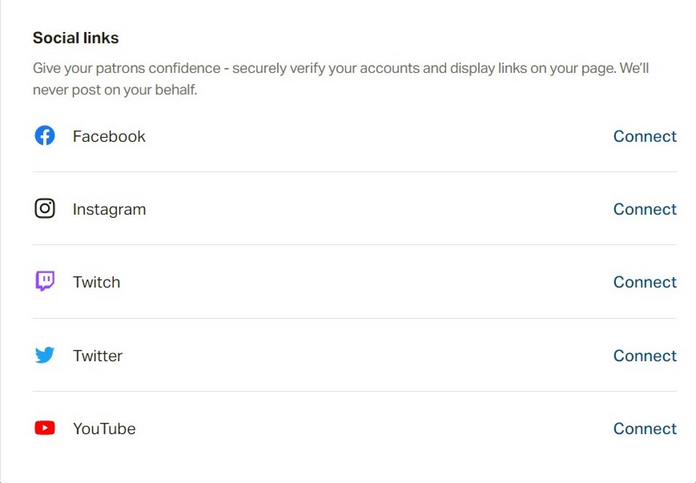 Social links
Give your patrons confidence - securely verify your accounts and display links on your page. We'll
never post on your behalf.
Facebook Connect
Instagram Connect
Twitch Connect
Twitter Connect
YouTube Connect